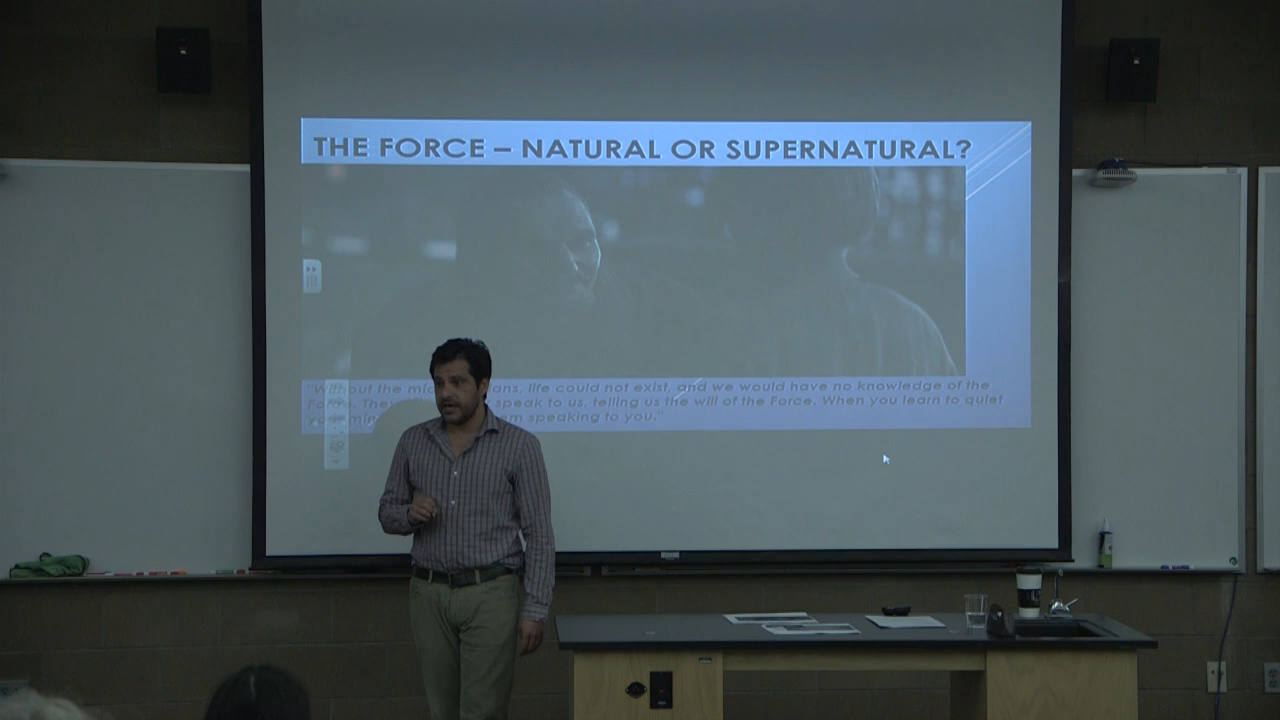 THE FORCE – NATURAL OR SUPERNATURAL?
"Without the ans, life could not exist, and we would have no knowledge of the
Force. They speak to us, telling us the will of the Force. When you learn to quiet
speaking to you."